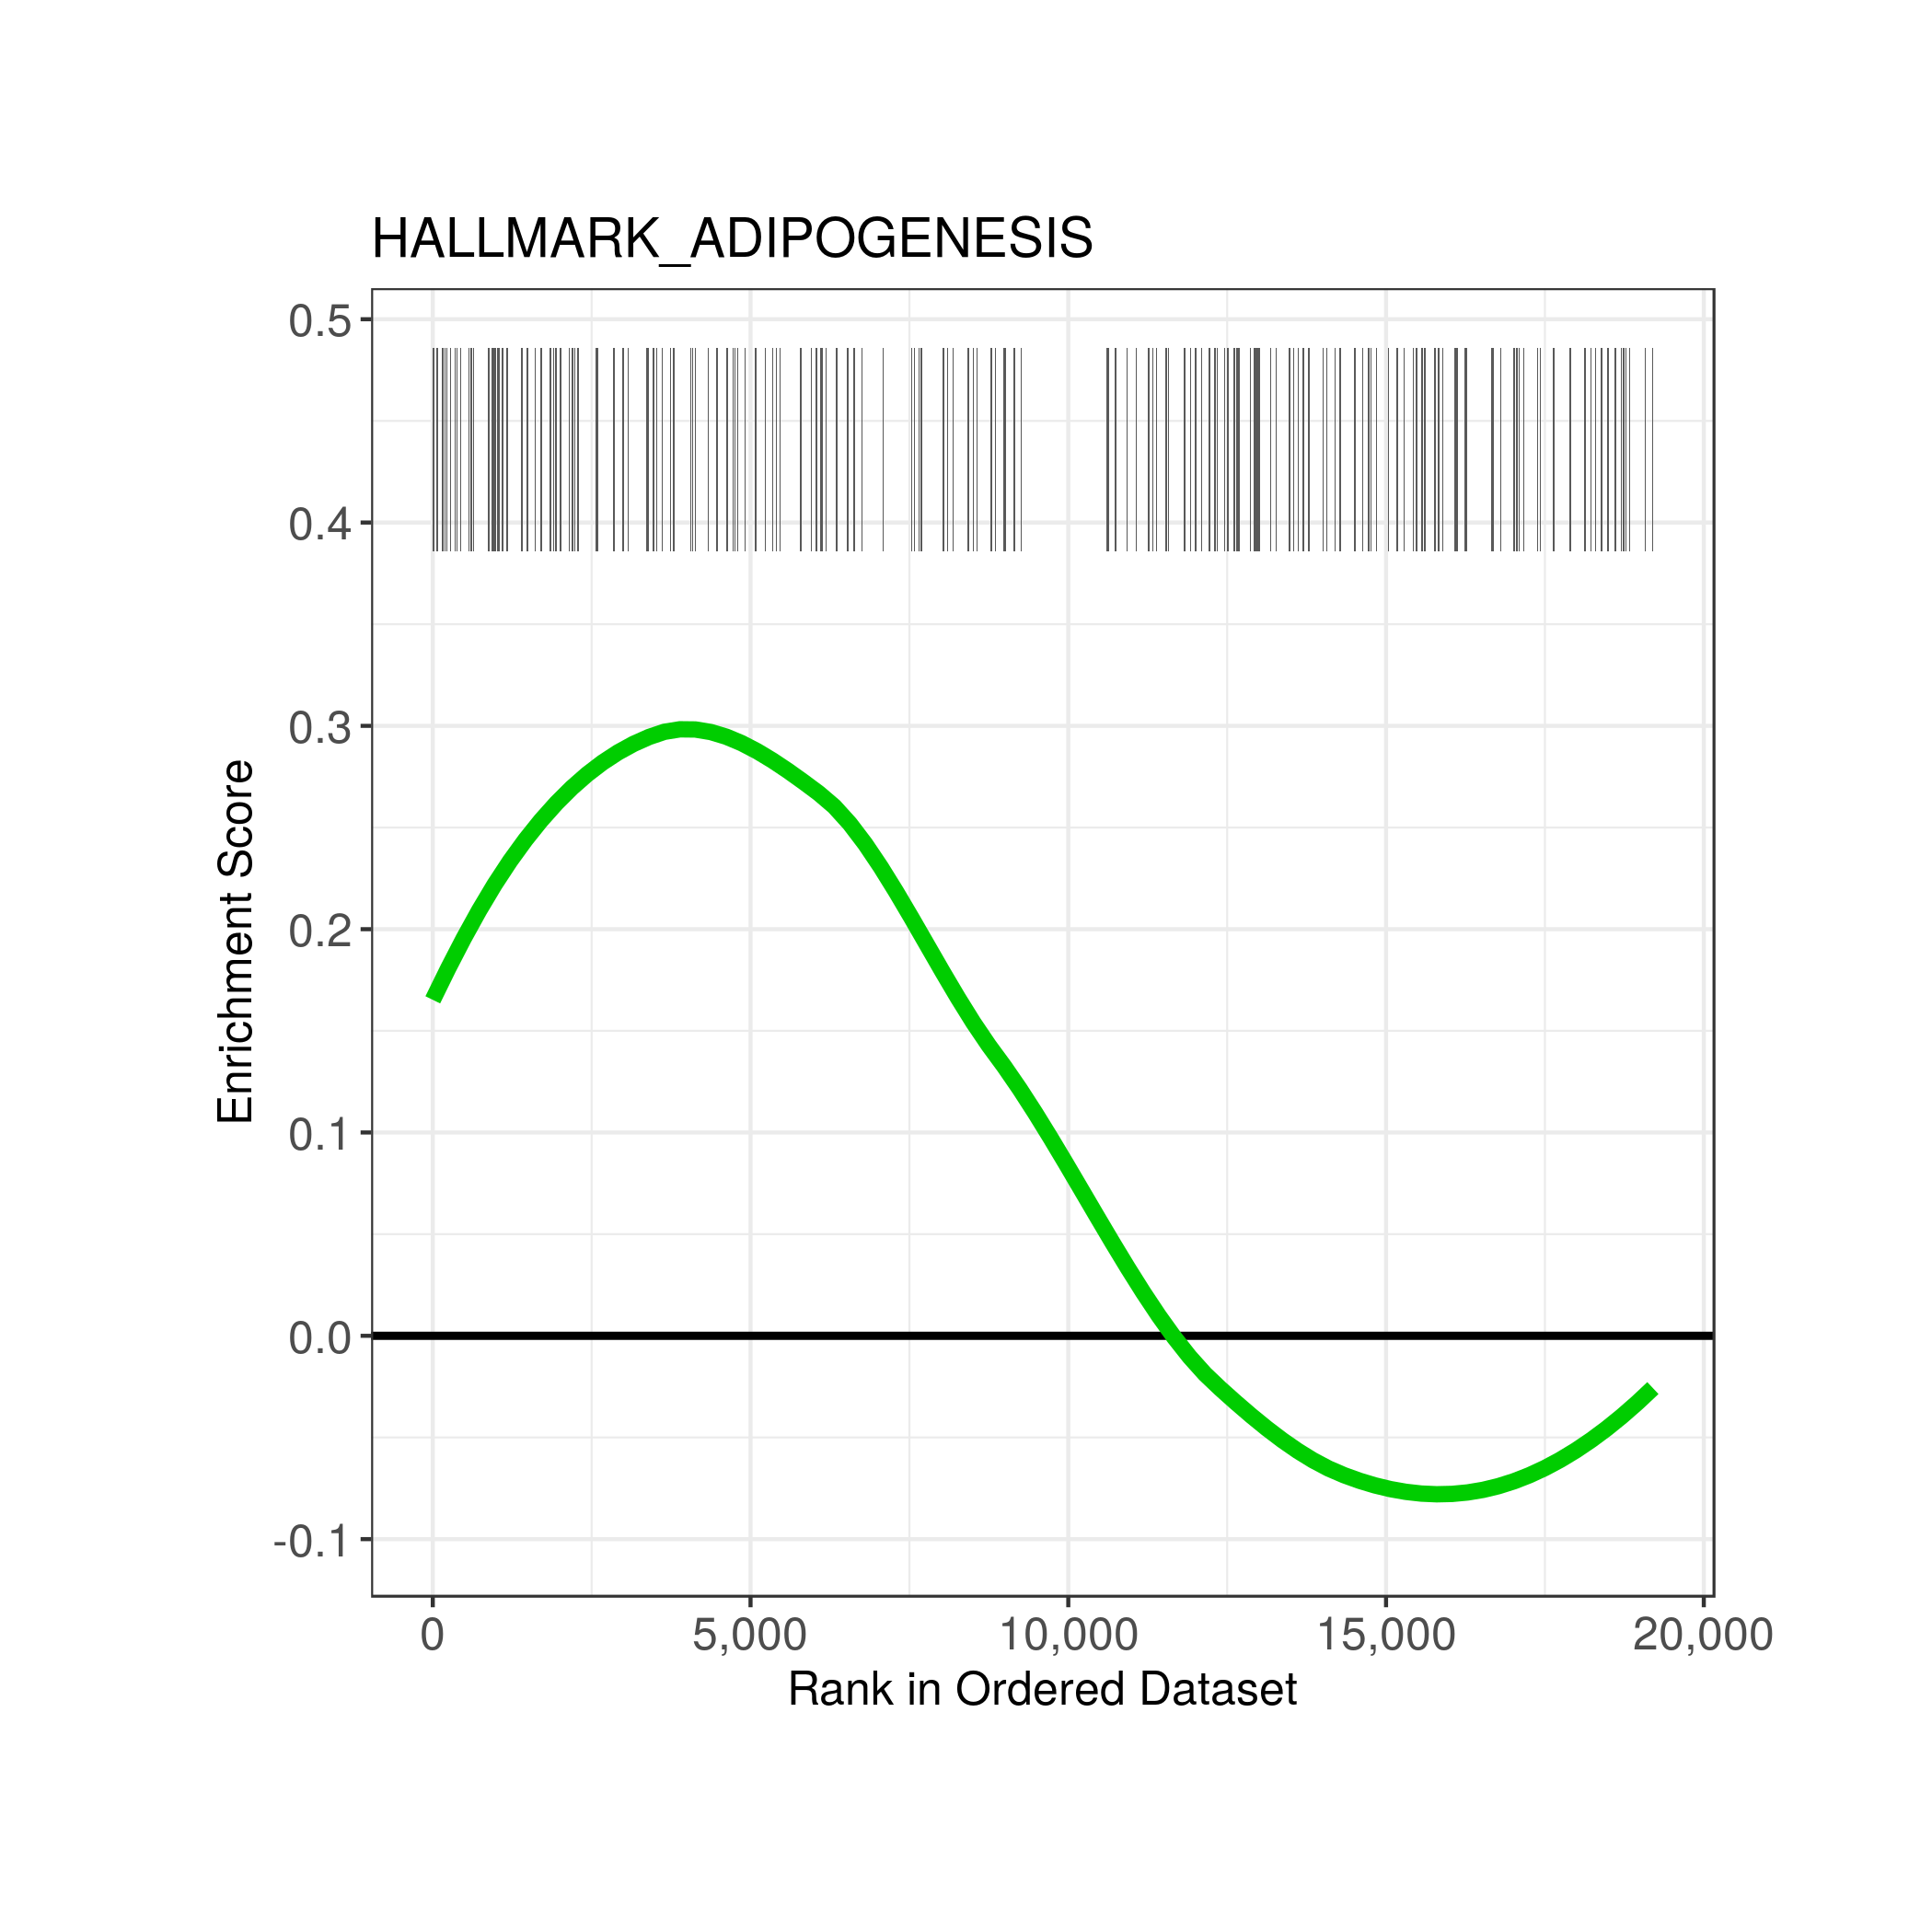 HALLMARK_ADIPOGENESIS
0.5
0.4
0.3
0.2
0.1
0.0
-0.1
Enrichment Score
0 5,000 10,000 15,000 20,000
Rank in Ordered Dataset